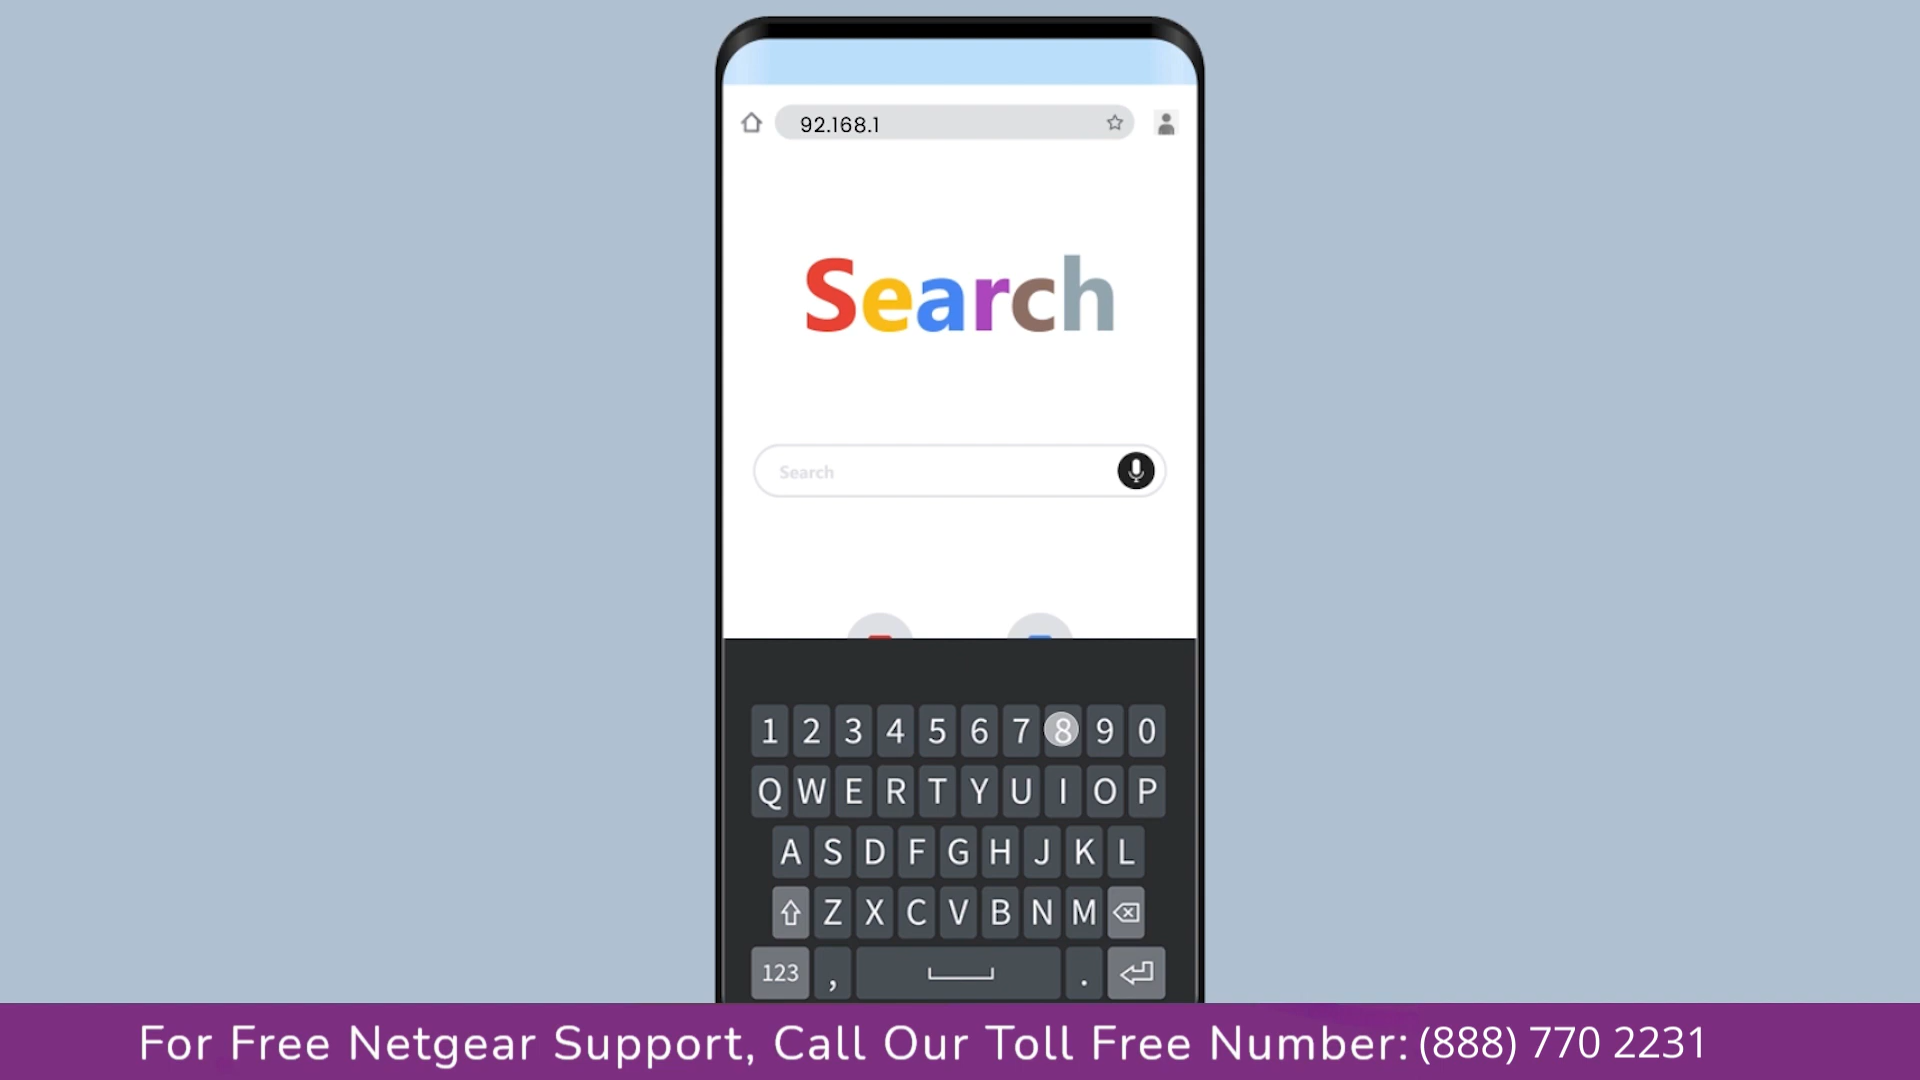 92.168.1
Search
Search
1 2 3 4 5 6 7 8 9 0
Q W E R T Y U I O P
A S D F G H J K L
Z X C V B N M
123 , .
For Free Netgear Support, Call Our Toll Free Number: (888) 770 2231